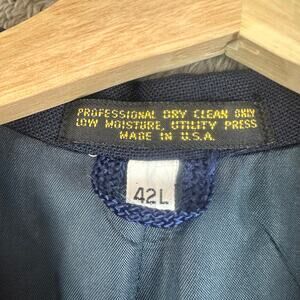 PROFESSIONAL DRY CLEAN ONLY
LOW MOISTURE, UTILITY PRESS
MADE IN U.S.A.
42L